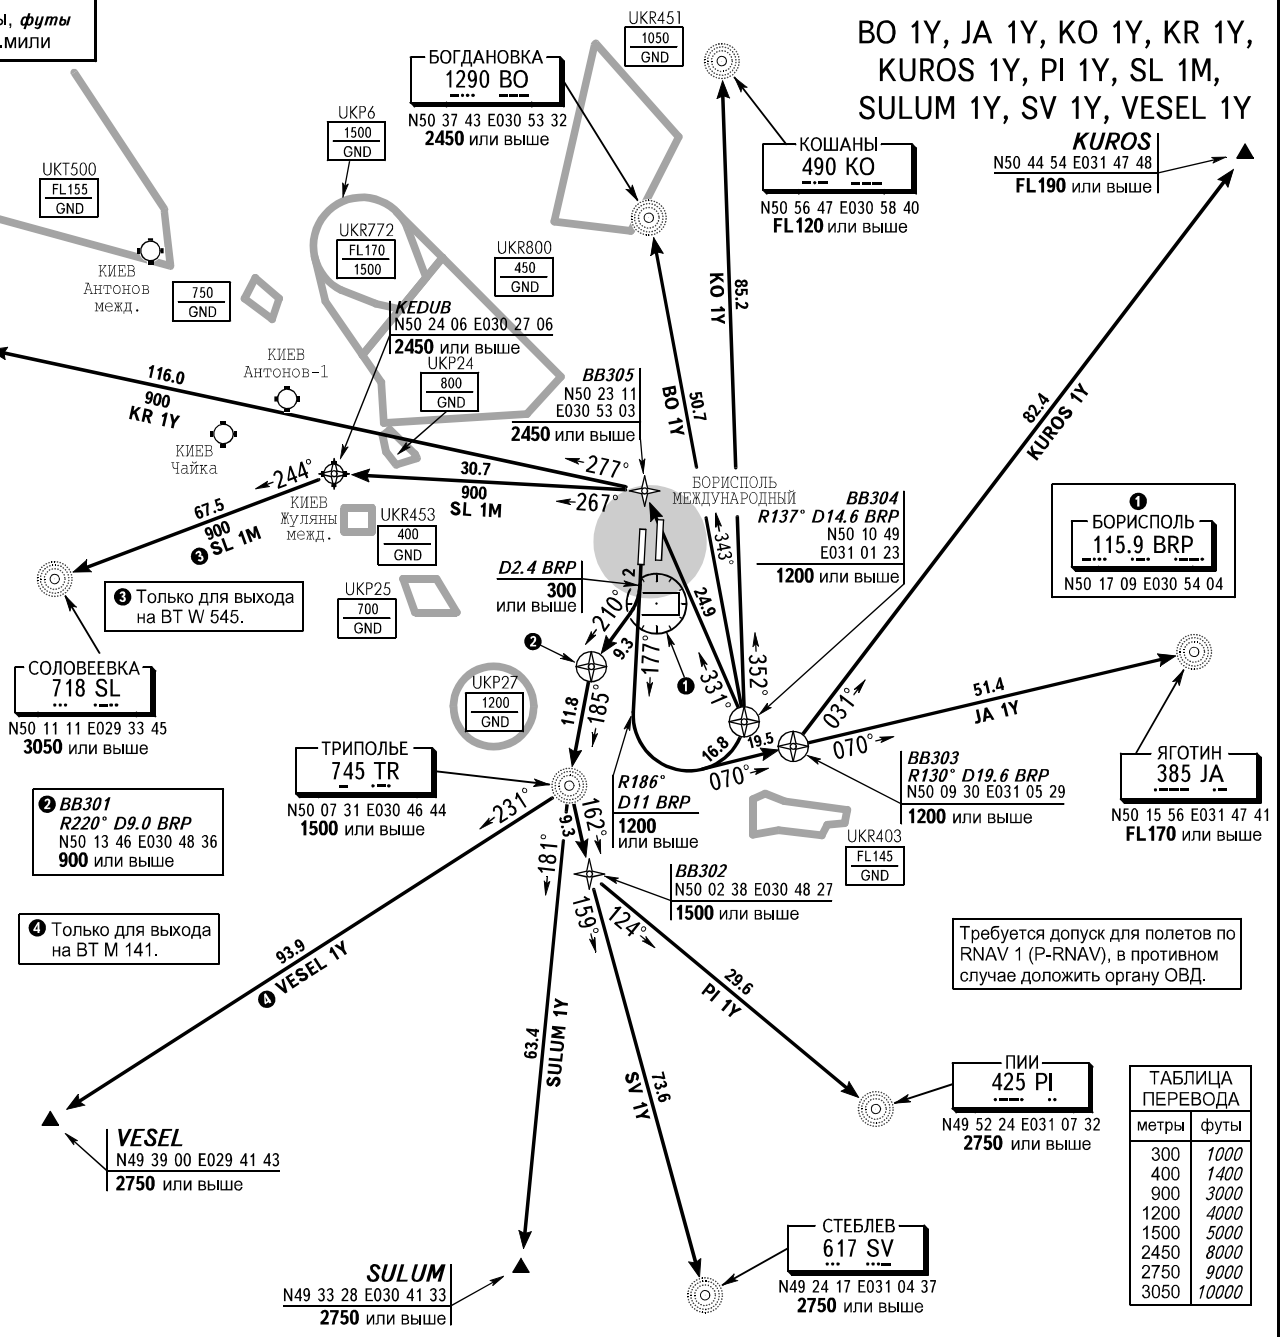 ы, футы
.мили
BO 1Y, JA 1Y, KO 1Y, KR 1Y,
KUROS 1Y, PI 1Y, SL 1M,
SULUM 1Y, SV 1Y, VESEL 1Y
UKR451
1050
GND
БОГДАНОВКА
1290 BO
N50 37 43 E030 53 32
2450 или выше
UKP6
1500
GND
UKT500
FL155
GND
КОШАНЫ
490 KO
N50 56 47 E030 58 40
FL120 или выше
KUROS
N50 44 54 E031 47 48
FL190 или выше
UKR772
FL170
1500
UKR800
450
GND
КИЕВ
Антонов
межд.
750
GND
KEDUB
N50 24 06 E030 27 06
2450 или выше
UKP24
800
GND
КИЕВ
Антонов-1
КИЕВ
Чайка
116.0
900
KR 1Y
BB305
N50 23 11
E030 53 03
2450 или выше
BO 1Y
50.7
KO 1Y
85.2
82.4
KUROS 1Y
277°
267°
30.7
900
SL 1M
244°
67.5
900
3 SL 1M
КИЕВ
Жуляны
межд.
UKR453
400
GND
БОРИСПОЛЬ
МЕЖДУНАРОДНЫЙ
BB304
R137° D14.6 BRP
N50 10 49
E031 01 23
1200 или выше
1
БОРИСПОЛЬ
115.9 BRP
N50 17 09 E030 54 04
D2.4 BRP
300
или выше
2
343°
24.9
3 Только для выхода
на ВТ W 545.
UKP25
700
GND
210°
9.3
2
177°
1
331°
352°
031°
СОЛОВЕЕВКА
718 SL
N50 11 11 E029 33 45
3050 или выше
UKP27
1200
GND
11.8
185°
51.4
JA 1Y
16.8
19.5
070°
070°
ТРИПОЛЬЕ
745 TR
N50 07 31 E030 46 44
1500 или выше
BB303
R130° D19.6 BRP
N50 09 30 E031 05 29
1200 или выше
ЯГОТИН
385 JA
N50 15 56 E031 47 41
FL170 или выше
R186°
D11 BRP
1200
или выше
2 BB301
R220° D9.0 BRP
N50 13 46 E030 48 36
900 или выше
231°
181°
9.3
162°
UKR403
FL145
GND
BB302
N50 02 38 E030 48 27
1500 или выше
159°
124°
4 Только для выхода
на ВТ M 141.
93.9
4 VESEL 1Y
Требуется допуск для полетов по
RNAV 1 (P-RNAV), в противном
случае доложить органу ОВД.
29.6
PI 1Y
63.4
SULUM 1Y
73.6
SV 1Y
ПИИ
425 PI
N49 52 24 E031 07 32
2750 или выше
VESEL
N49 39 00 E029 41 43
2750 или выше
ТАБЛИЦА
ПЕРЕВОДА
метры футы
300 1000
400 1400
900 3000
1200 4000
1500 5000
2450 8000
2750 9000
3050 10000
СТЕБЛЕВ
617 SV
N49 24 17 E031 04 37
2750 или выше
SULUM
N49 33 28 E030 41 33
2750 или выше